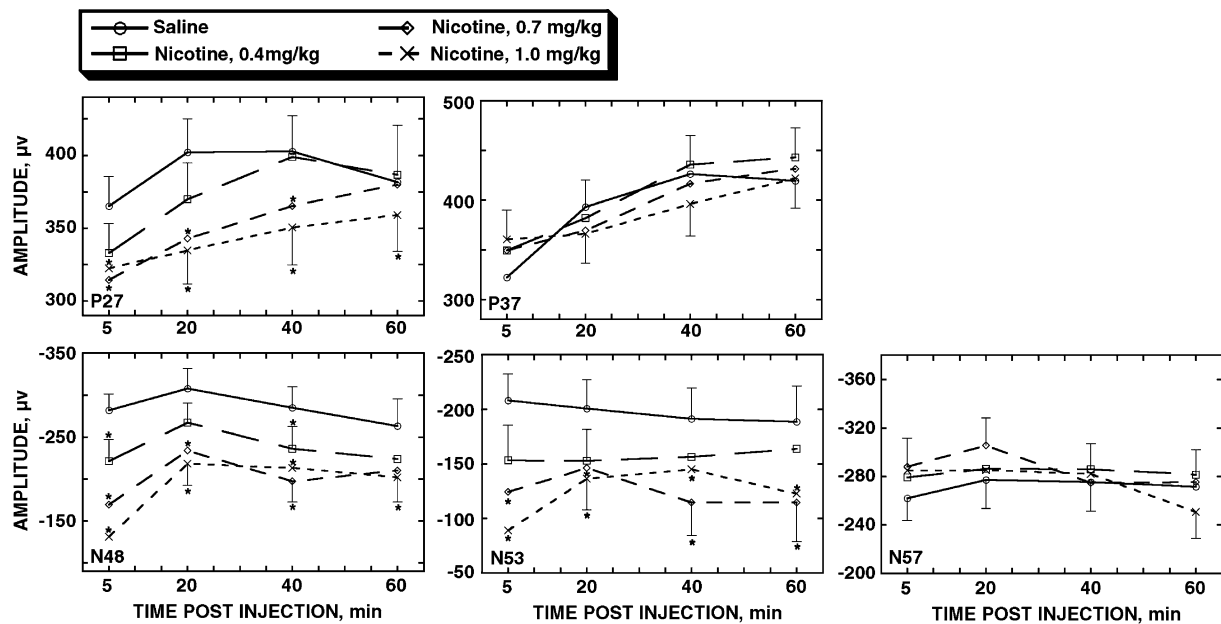 Saline
Nicotine, 0.7 mg/kg
Nicotine, 0.4mg/kg
Nicotine, 1.0 mg/kg
AMPLITUDE, μv
400
350
300
P27
5 20 40 60
500
400
300
P37
5 20 40 60
AMPLITUDE, μv
-350
-250
-150
N48
5 20 40 60
TIME POST INJECTION, min
-250
-200
-150
-100
-50
N53
5 20 40 60
TIME POST INJECTION, min
-360
-320
-280
-240
-200
N57
5 20 40 60
TIME POST INJECTION, min